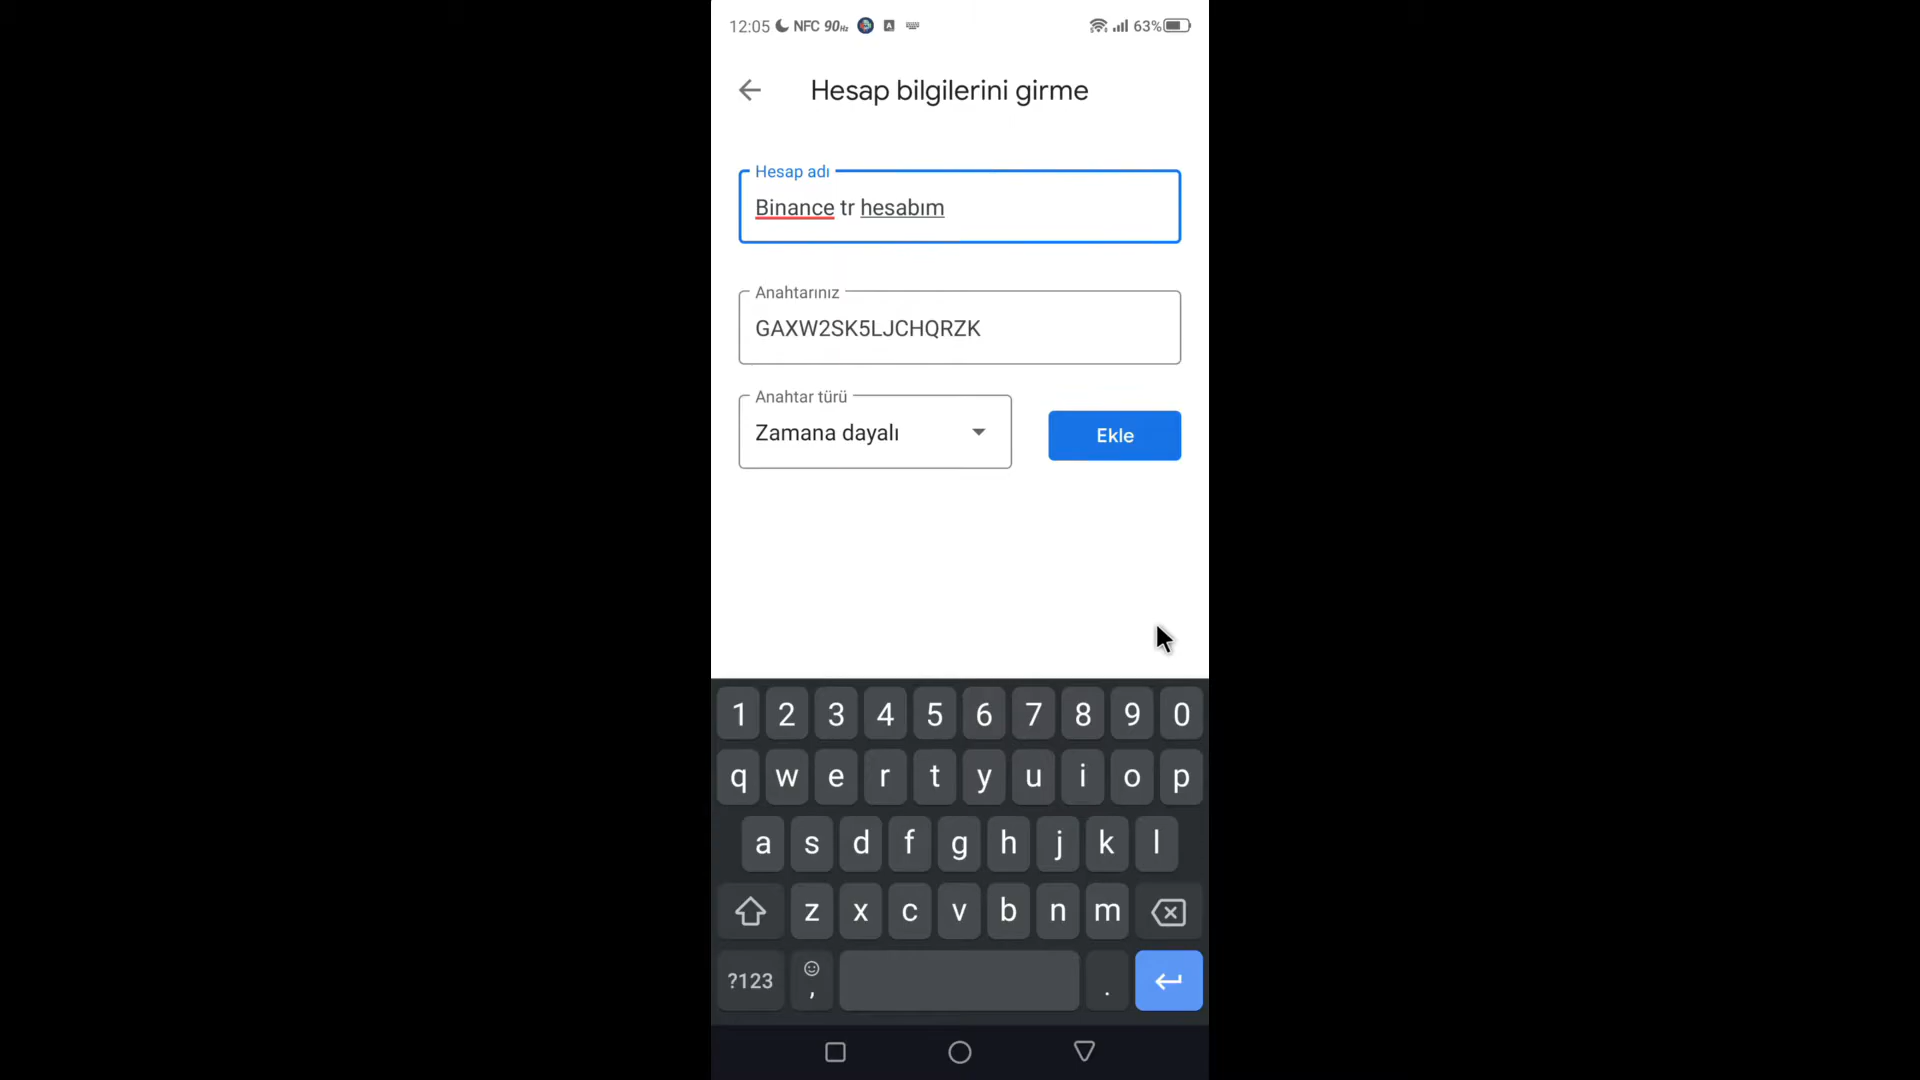 12:05 NFC 90Hz 63%
Hesap bilgilerini girme
Hesap adı
Binance tr hesabım
Anahtarınız
GAXW2SK5LJCHQRZK
Anahtar türü
Zamana dayalı
Ekle
1 2 3 4 5 6 7 8 9 0
q w e r t y u i o p
a s d f g h j k l
z x c v b n m
?123 , .